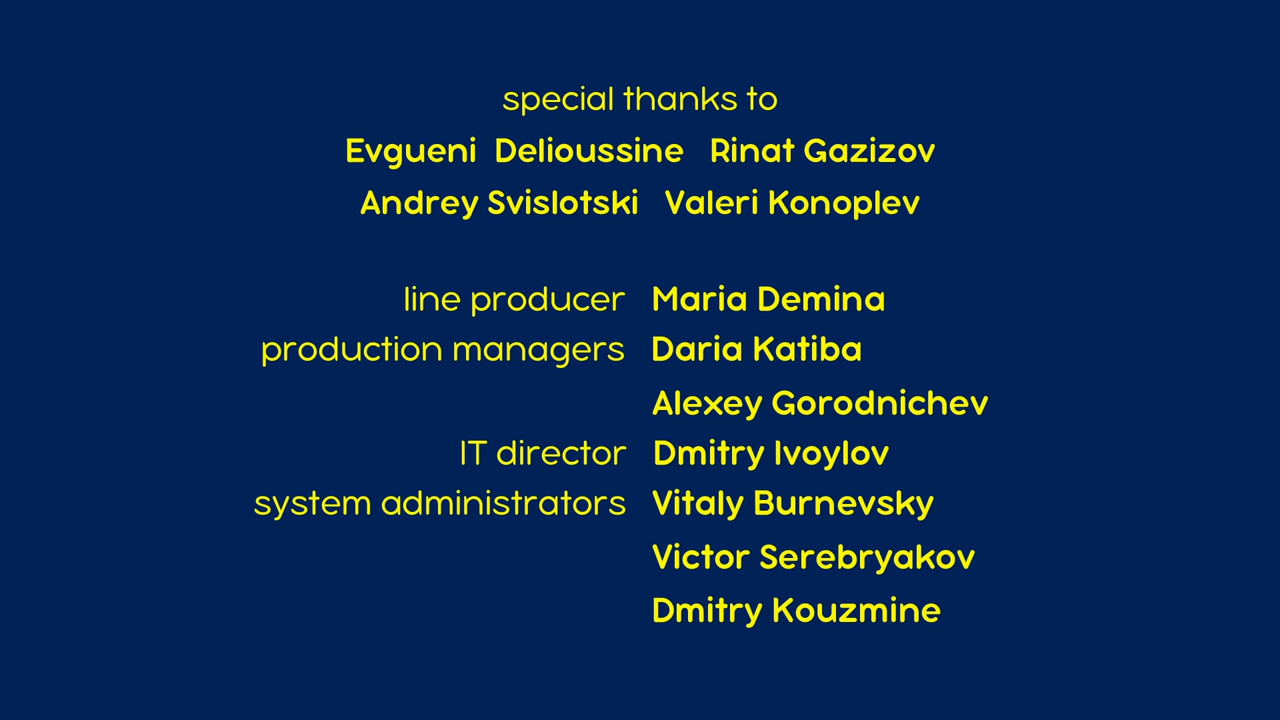 special thanks to
Evgueni Delioussine Rinat Gazizov
Andrey Svislotski Valeri Konoplev
line producer Maria Demina
production managers Daria Katiba
Alexey Gorodnichev
IT director Dmitry Ivoylov
system administrators Vitaly Burnevsky
Victor Serebryakov
Dmitry Kouzmine